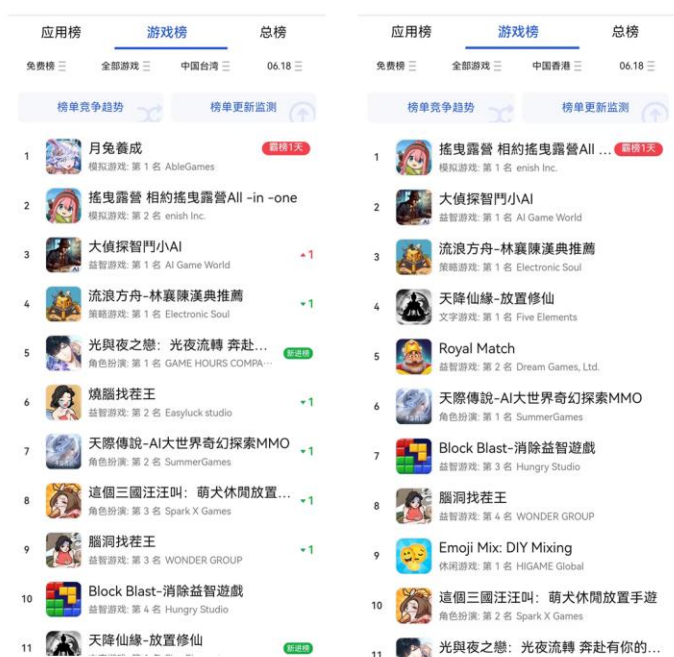 应用榜
游戏榜
总榜
免费榜
全部游戏
中国台湾
06.18
榜单竞争趋势
榜单更新监测
1
月兔養成
霸榜1天
模拟游戏: 第 1 名 AbleGames
2
搖曳露營 相約搖曳露營All -in -one
模拟游戏: 第 2 名 enish Inc.
3
大偵探智鬥小AI
1
益智游戏: 第 1 名 AI Game World
4
流浪方舟-林襄陳漢典推薦
1
策略游戏: 第 1 名 Electronic Soul
5
光與夜之戀：光夜流轉 奔赴...
新进榜
角色扮演: 第 1 名 GAME HOURS COMPA...
6
燒腦找茬王
1
益智游戏: 第 2 名 Easyluck studio
7
天際傳說-AI大世界奇幻探索MMO
1
角色扮演: 第 2 名 SummerGames
8
這個三國汪汪叫：萌犬休閒放置...
1
角色扮演: 第 3 名 Spark X Games
9
腦洞找茬王
1
益智游戏: 第 3 名 WONDER GROUP
10
Block Blast-消除益智遊戲
益智游戏: 第 4 名 Hungry Studio
11
天降仙緣-放置修仙
新进榜
应用榜
游戏榜
总榜
免费榜
全部游戏
中国香港
06.18
榜单竞争趋势
榜单更新监测
1
搖曳露營 相約搖曳露營All ...
霸榜1天
模拟游戏: 第 1 名 enish Inc.
2
大偵探智鬥小AI
益智游戏: 第 1 名 AI Game World
3
流浪方舟-林襄陳漢典推薦
策略游戏: 第 1 名 Electronic Soul
4
天降仙緣-放置修仙
文字游戏: 第 1 名 Five Elements
5
Royal Match
益智游戏: 第 2 名 Dream Games, Ltd.
6
天際傳說-AI大世界奇幻探索MMO
角色扮演: 第 1 名 SummerGames
7
Block Blast-消除益智遊戲
益智游戏: 第 3 名 Hungry Studio
8
腦洞找茬王
益智游戏: 第 4 名 WONDER GROUP
9
Emoji Mix: DIY Mixing
休闲游戏: 第 1 名 HIGAME Global
10
這個三國汪汪叫：萌犬休閒放置手遊
角色扮演: 第 2 名 Spark X Games
11
光與夜之戀：光夜流轉 奔赴有你的...